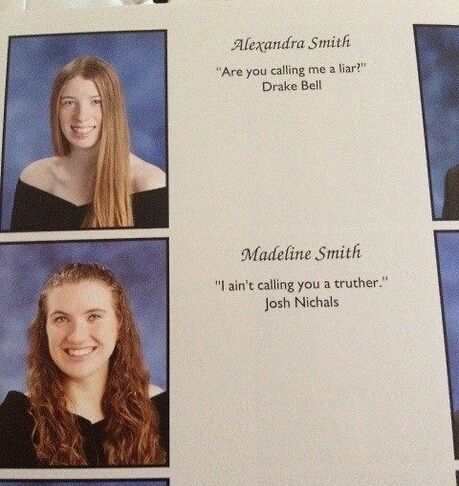 Alexandra Smith
"Are you calling me a liar?"
Drake Bell
Madeline Smith
"I ain't calling you a truther."
Josh Nichals